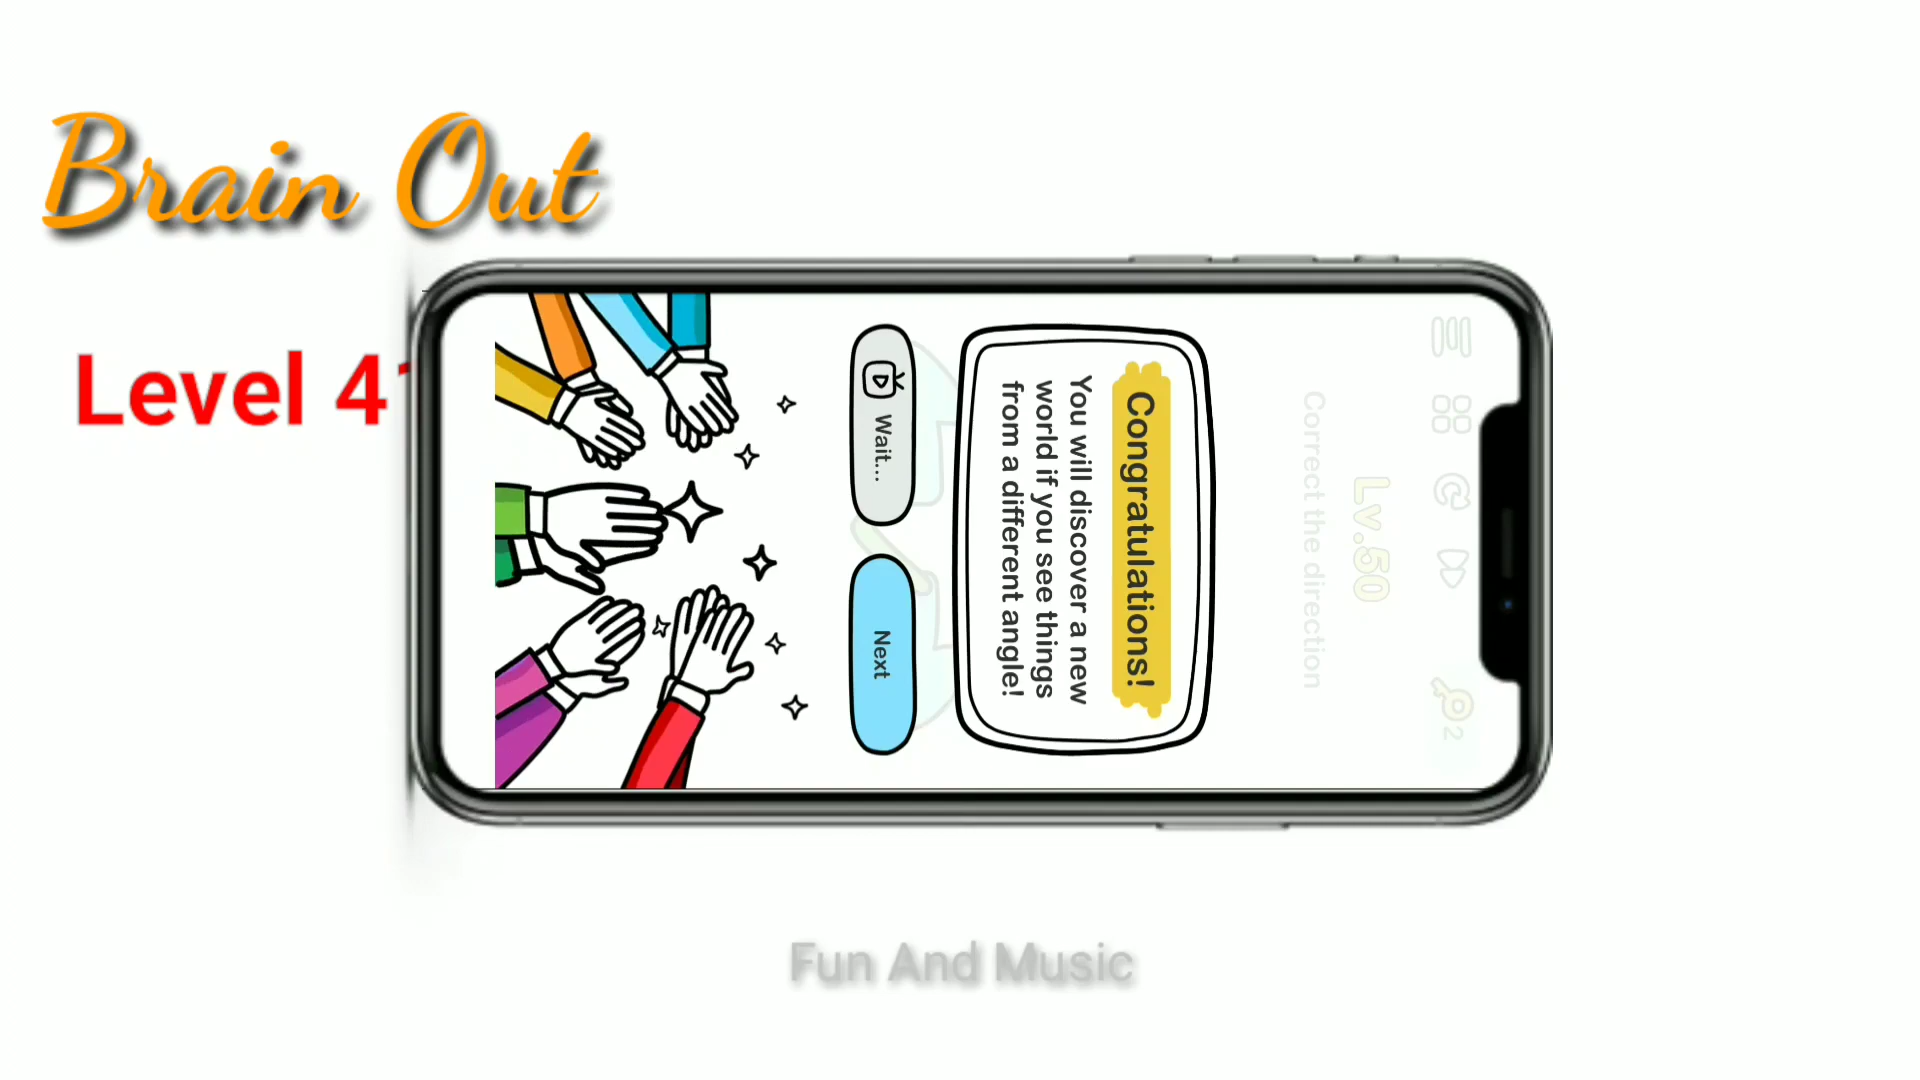 Brain Out
Level 4
Lv.50
2
Correct the direction
Congratulations!
You will discover a new
world if you see things
from a different angle!
Wait...
Next
Fun And Music